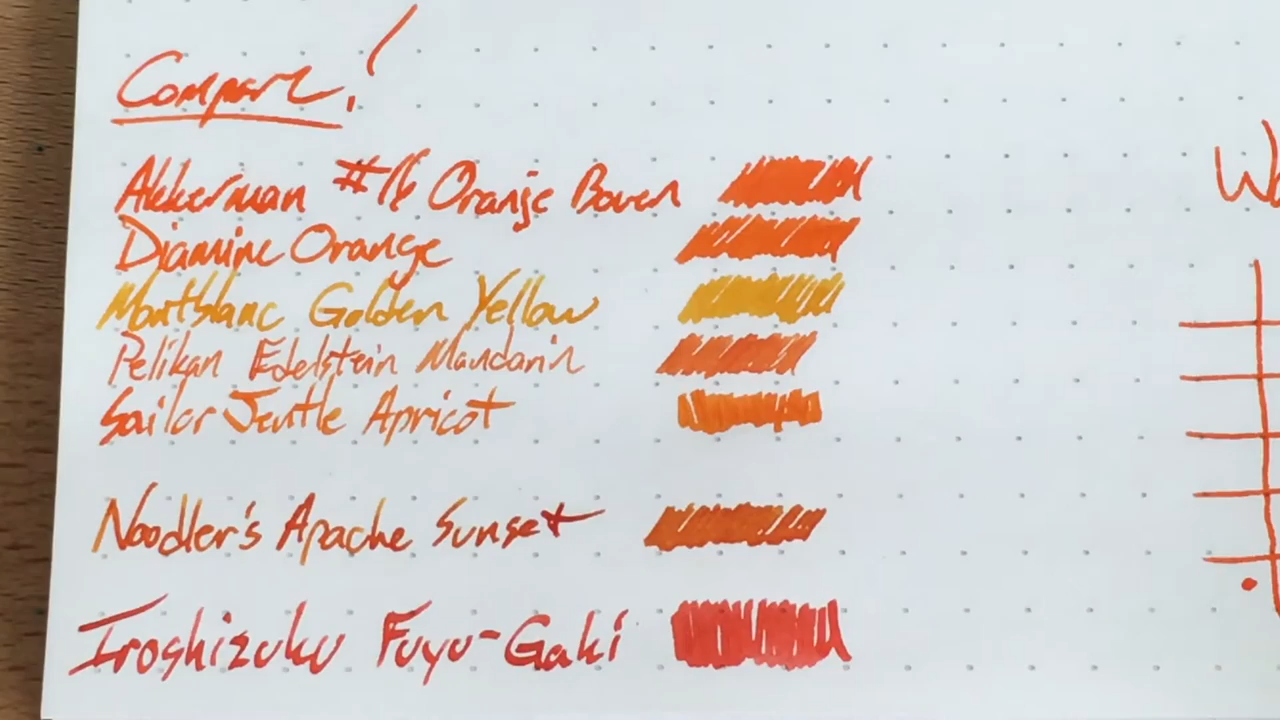 Compare!
Akkerman #16 Oranje Boven
Diamine Orange
Montblanc Golden Yellow
Pelikan Edelstein Mandarin
Sailor Jentle Apricot
Noodler's Apache Sunset
Iroshizuku Fuyu-Gaki